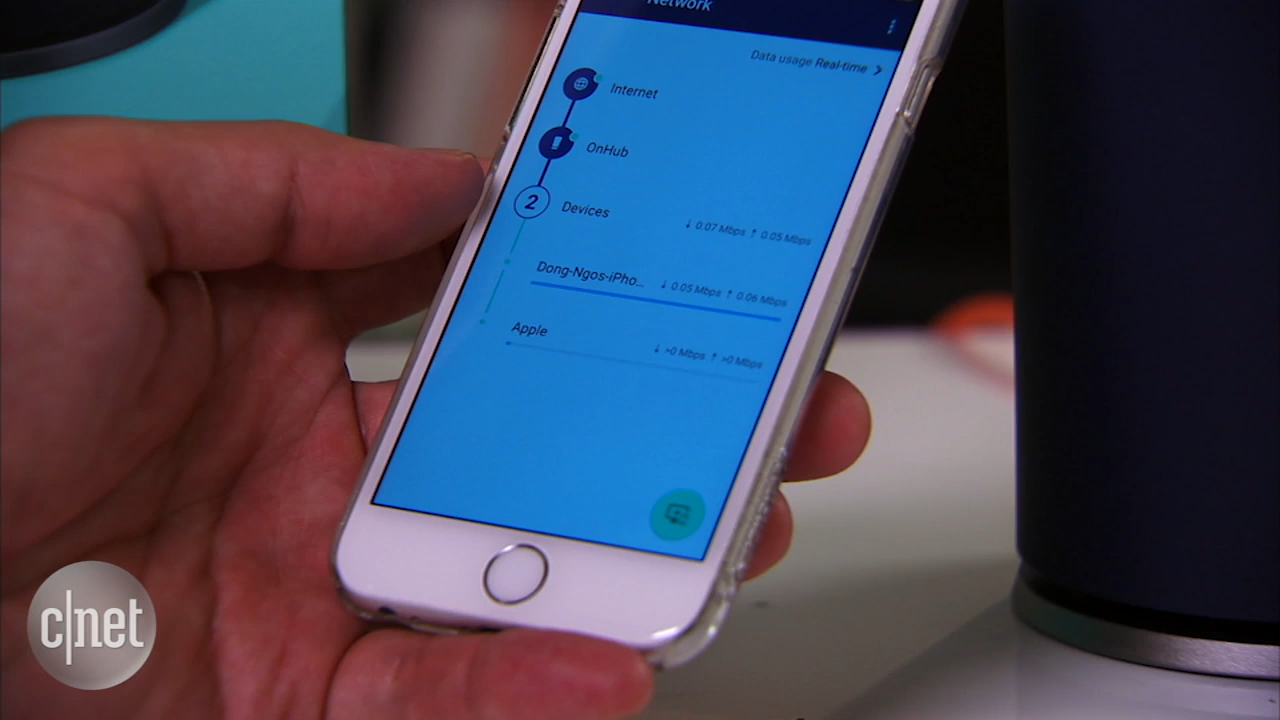 Network
Data usage Real-time
Internet
OnHub
2 Devices ↓ 0.07 Mbps ↑ 0.05 Mbps
Dong-Ngos-iPho... ↓ 0.05 Mbps ↑ 0.06 Mbps
Apple ↓ >0 Mbps ↑ >0 Mbps
c|net